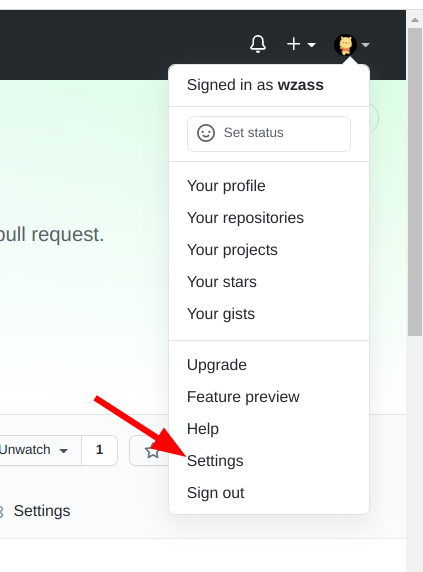 Signed in as wzass
Set status
Your profile
Your repositories
pull request.
Your projects
Your stars
Your gists
Upgrade
Feature preview
Help
Unwatch 1
Settings
Sign out
Settings